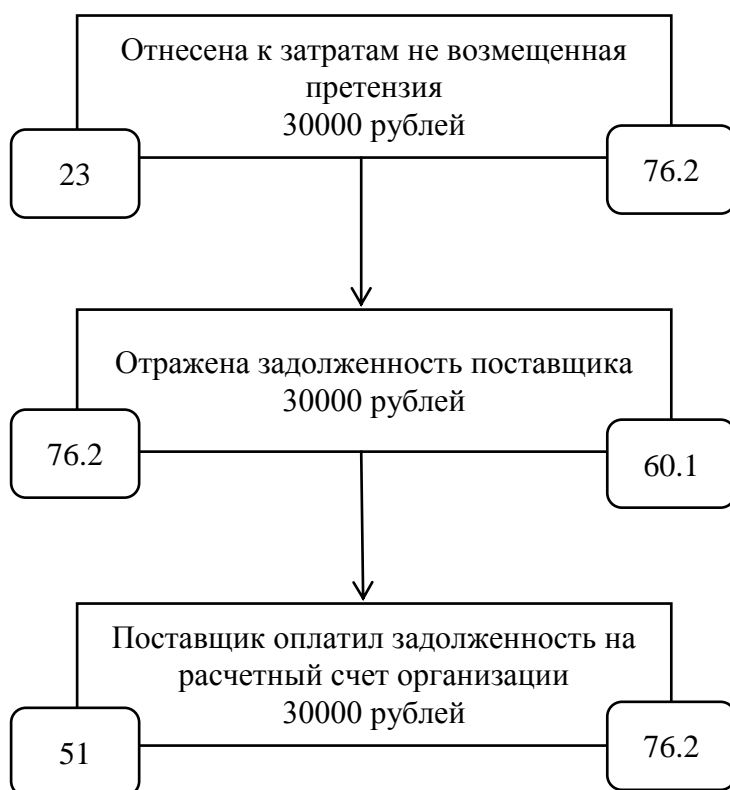 Отнесена к затратам не возмещенная
претензия
30000 рублей
23
76.2
Отражена задолженность поставщика
30000 рублей
76.2
60.1
Поставщик оплатил задолженность на
расчетный счет организации
30000 рублей
51
76.2